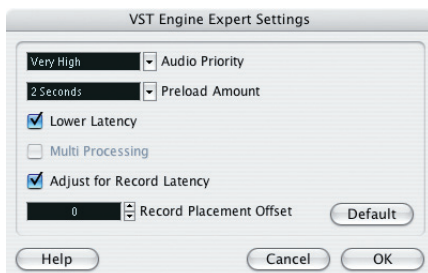 VST Engine Expert Settings
Very High Audio Priority
2 Seconds Preload Amount
Lower Latency
Multi Processing
Adjust for Record Latency
0 Record Placement Offset Default
Help Cancel OK